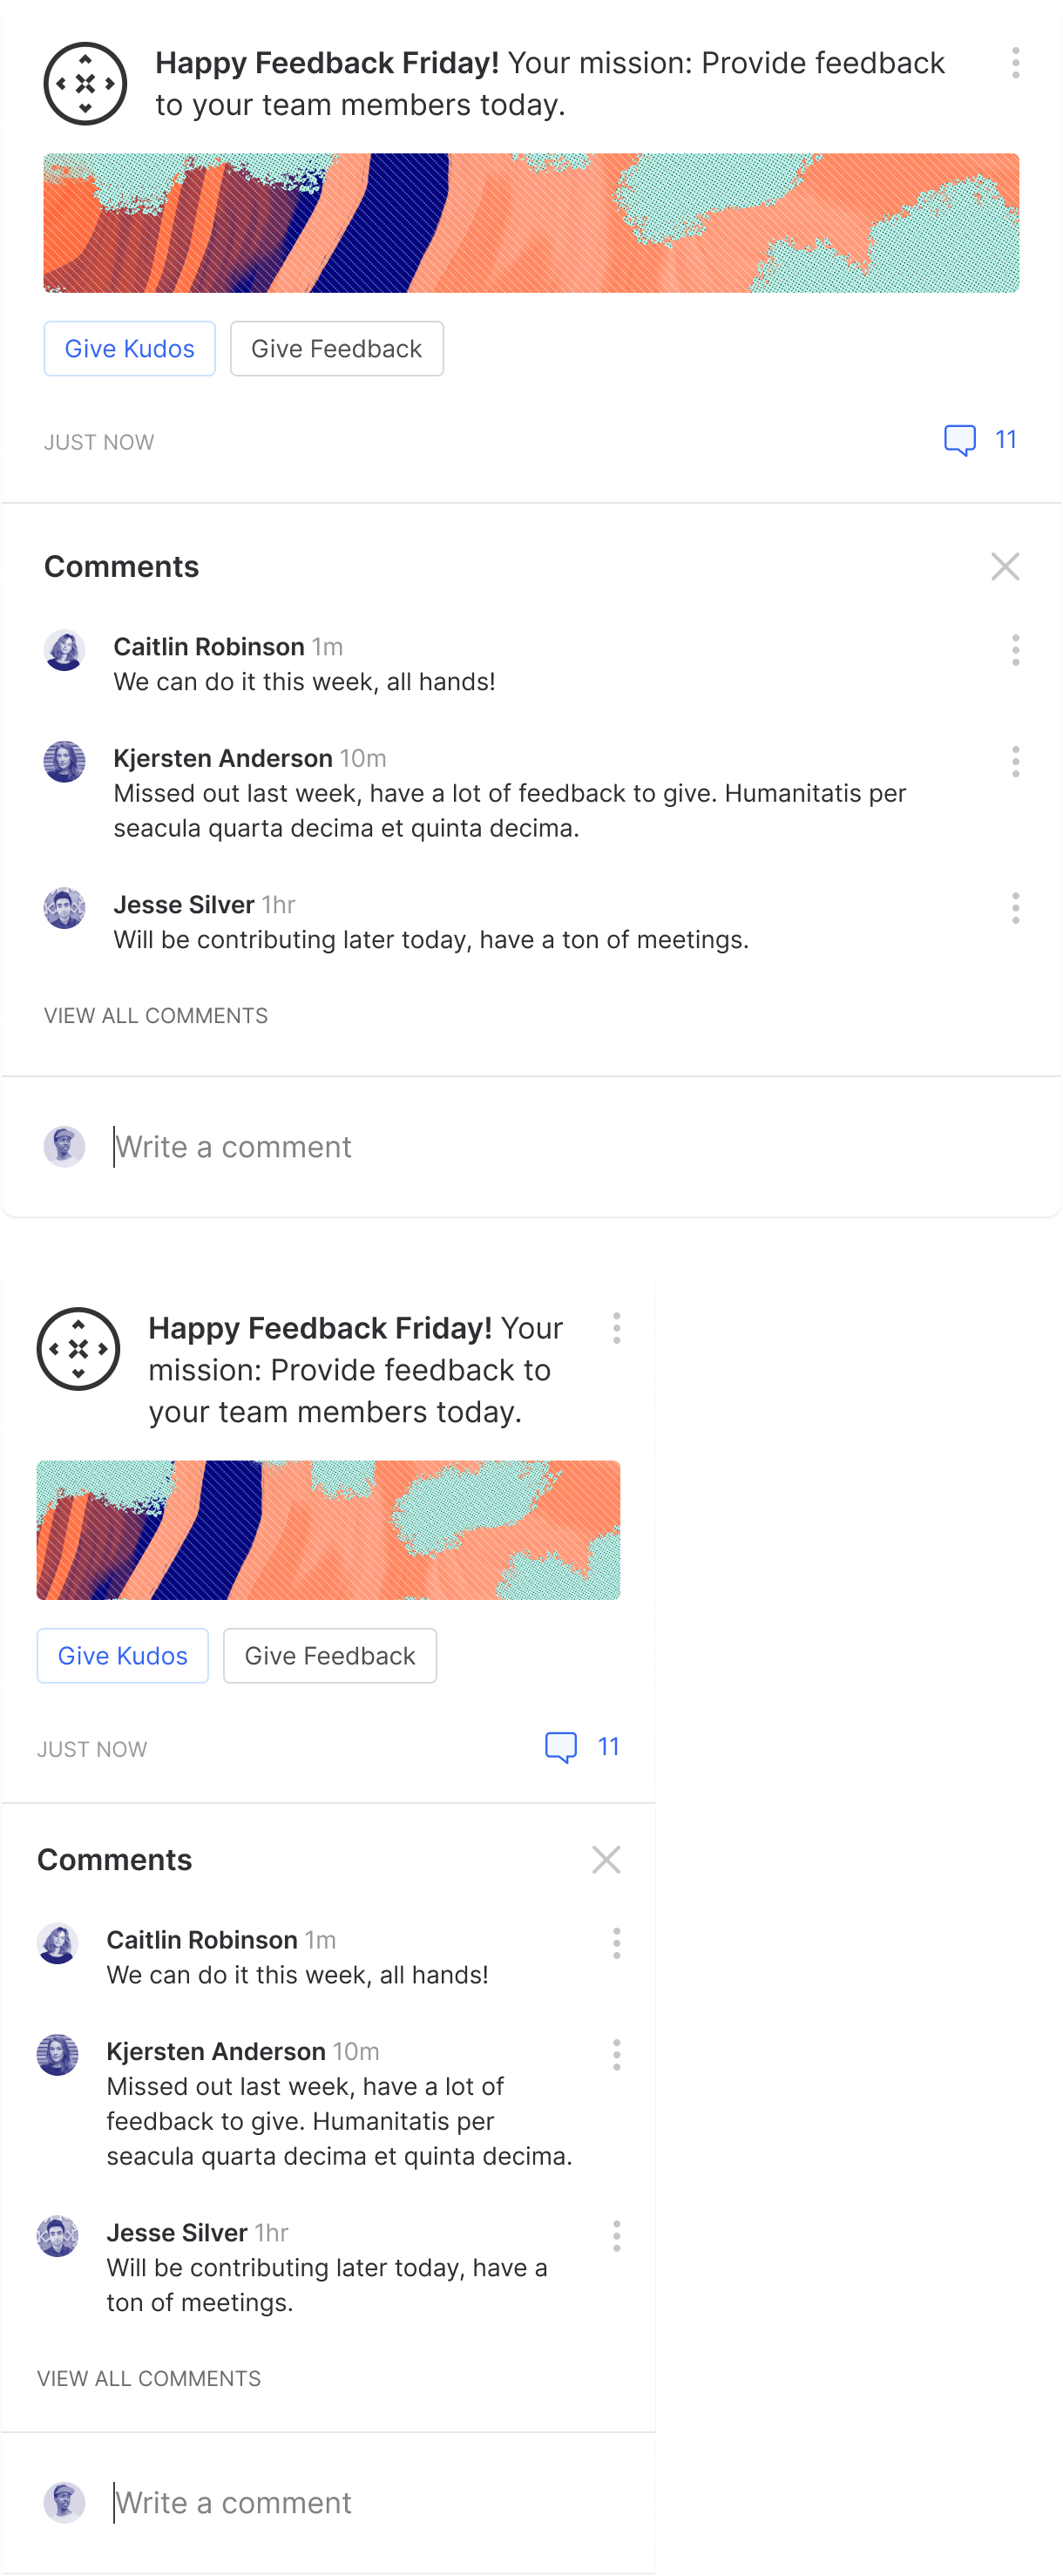 Happy Feedback Friday! Your mission: Provide feedback
to your team members today.
Give Kudos
Give Feedback
JUST NOW
11
Comments
Caitlin Robinson 1m
We can do it this week, all hands!
Kjersten Anderson 10m
Missed out last week, have a lot of feedback to give. Humanitatis per
seacula quarta decima et quinta decima.
Jesse Silver 1hr
Will be contributing later today, have a ton of meetings.
VIEW ALL COMMENTS
Write a comment
Happy Feedback Friday! Your
mission: Provide feedback to
your team members today.
Give Kudos
Give Feedback
JUST NOW
11
Comments
Caitlin Robinson 1m
We can do it this week, all hands!
Kjersten Anderson 10m
Missed out last week, have a lot of
feedback to give. Humanitatis per
seacula quarta decima et quinta decima.
Jesse Silver 1hr
Will be contributing later today, have a
ton of meetings.
VIEW ALL COMMENTS
Write a comment